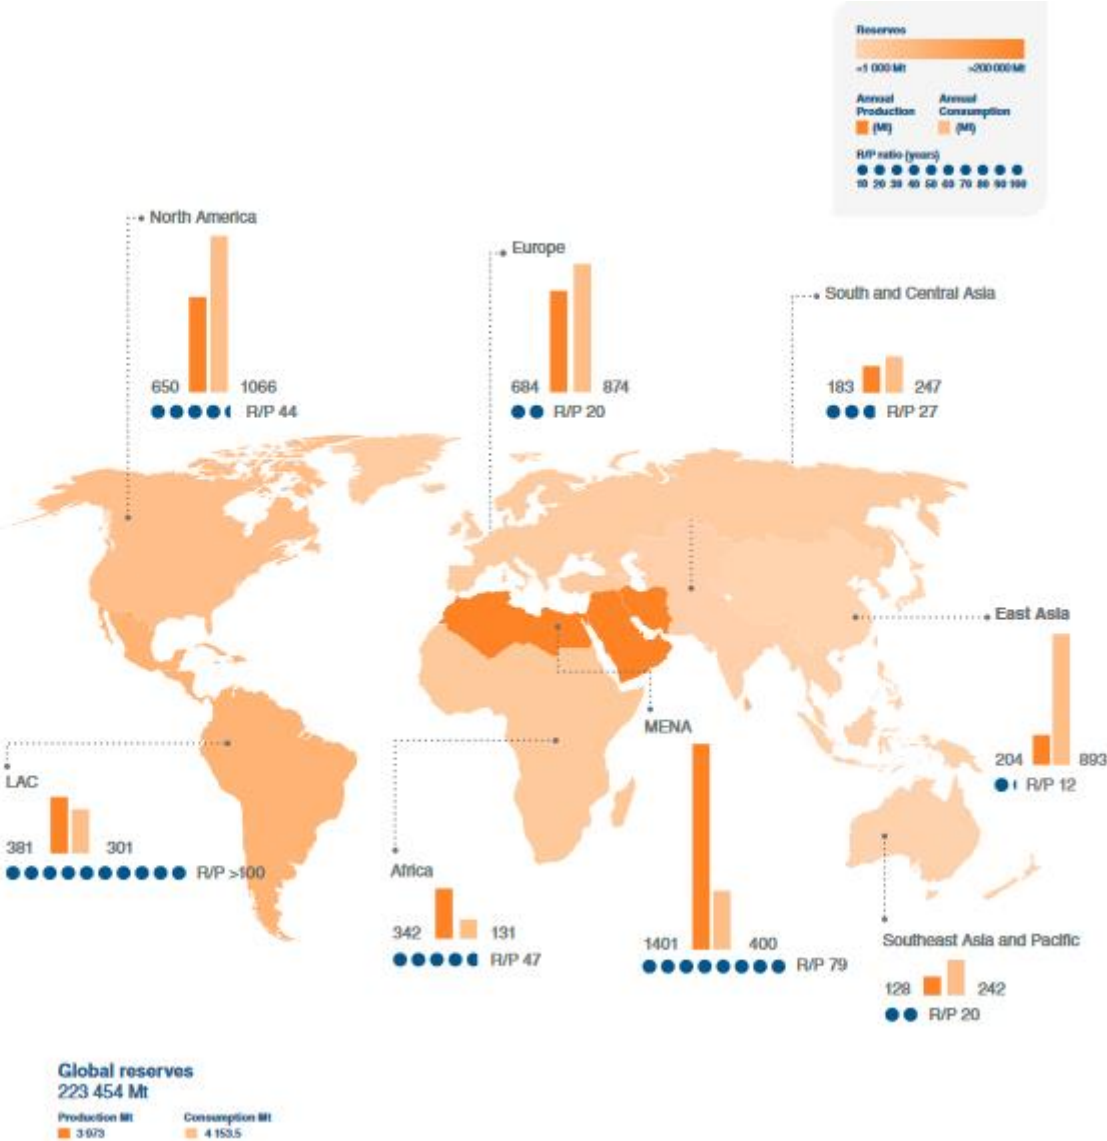 Reserves
<1 000 Mt >200 000 Mt
Annual Annual
Production Consumption
(Mt) (Mt)
R/P ratio (years)
10 20 30 40 50 60 70 80 90 100
North America
650 1066
R/P 44
Europe
684 874
R/P 20
South and Central Asia
183 247
R/P 27
East Asia
204 893
R/P 12
MENA
1401 400
R/P 79
LAC
381 301
R/P >100
Africa
342 131
R/P 47
Southeast Asia and Pacific
128 242
R/P 20
Global reserves
223 454 Mt
Production Mt Consumption Mt
3 973 4 153.5